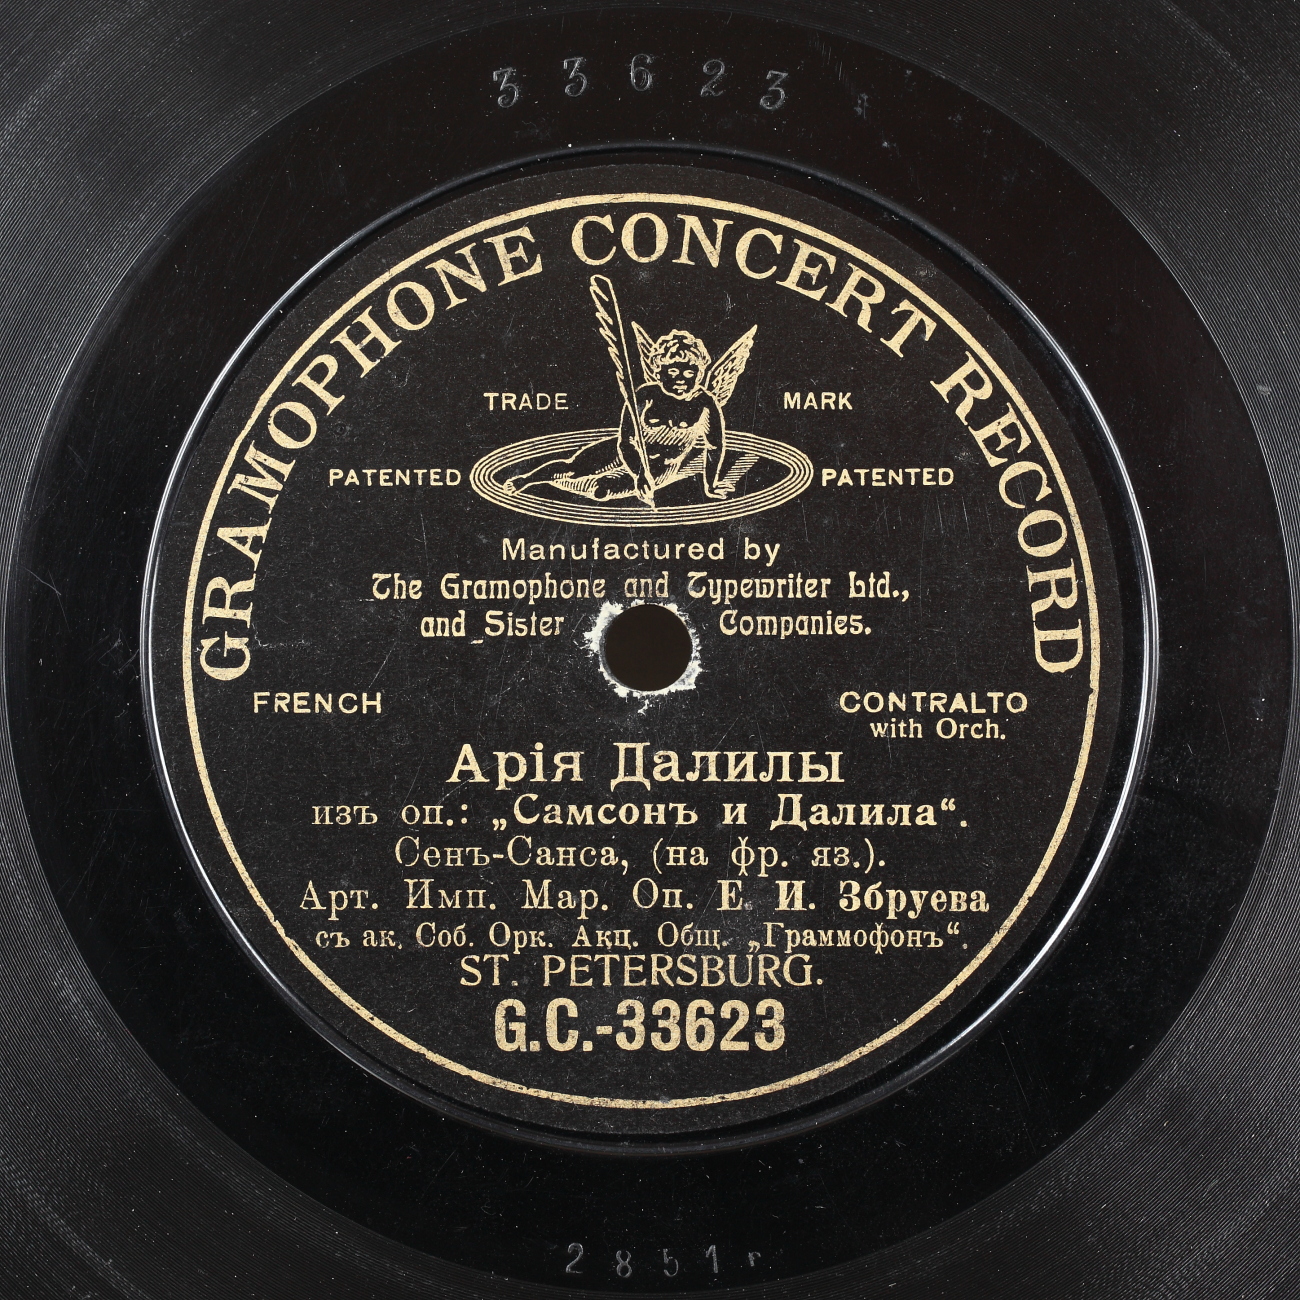 33623
GRAMOPHONE CONCERT RECORD
TRADE MARK
PATENTED PATENTED
Manufactured by
The Gramophone and Typewriter Ltd.,
and Sister Companies.
FRENCH
CONTRALTO
with Orch.
Арія Далилы
изъ оп.: „Самсонъ и Далила“.
Сенъ-Санса, (на фр. яз.).
Арт. Имп. Мар. Оп. Е. И. Збруева
съ ак. Соб. Орк. Акц. Общ. „Граммофонъ“.
ST. PETERSBURG.
G.C.-33623
2851r